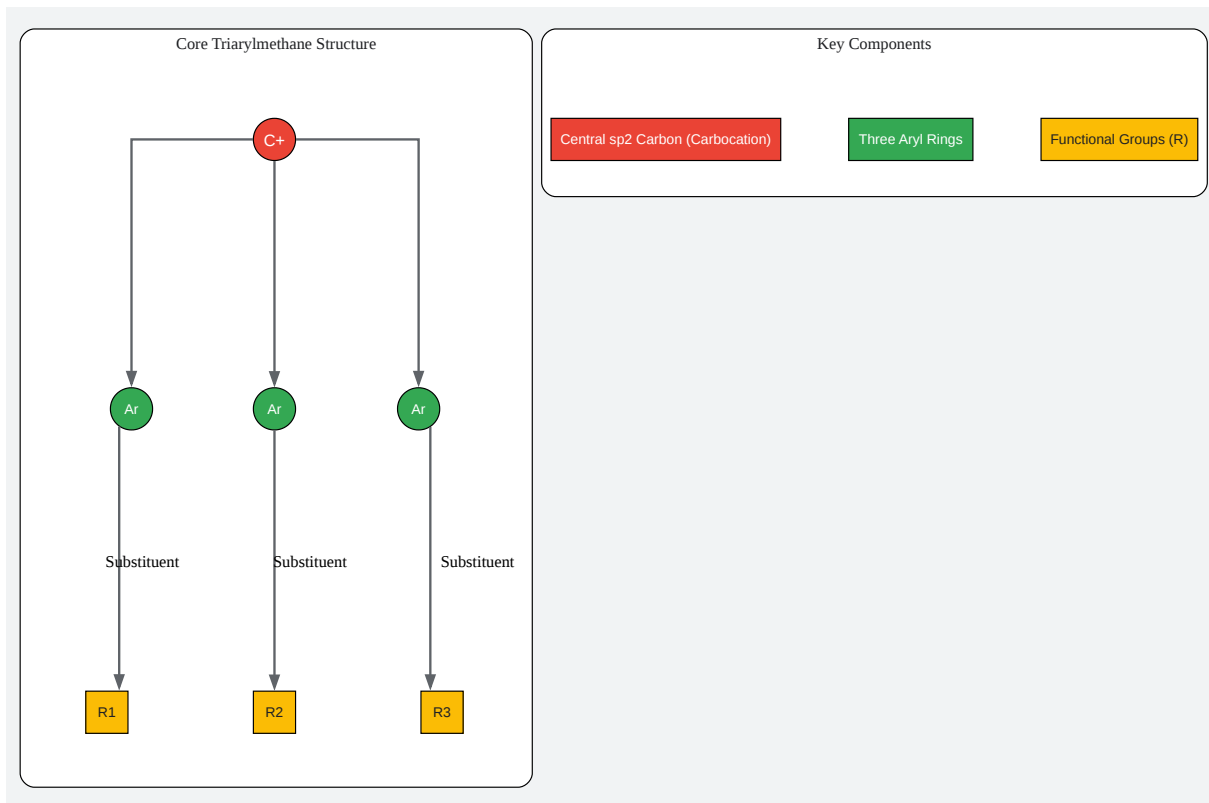 Core Triarylmethane Structure
C+
Ar
Ar
Ar
Substituent
Substituent
Substituent
R1
R2
R3
Key Components
Central sp2 Carbon (Carbocation)
Three Aryl Rings
Functional Groups (R)